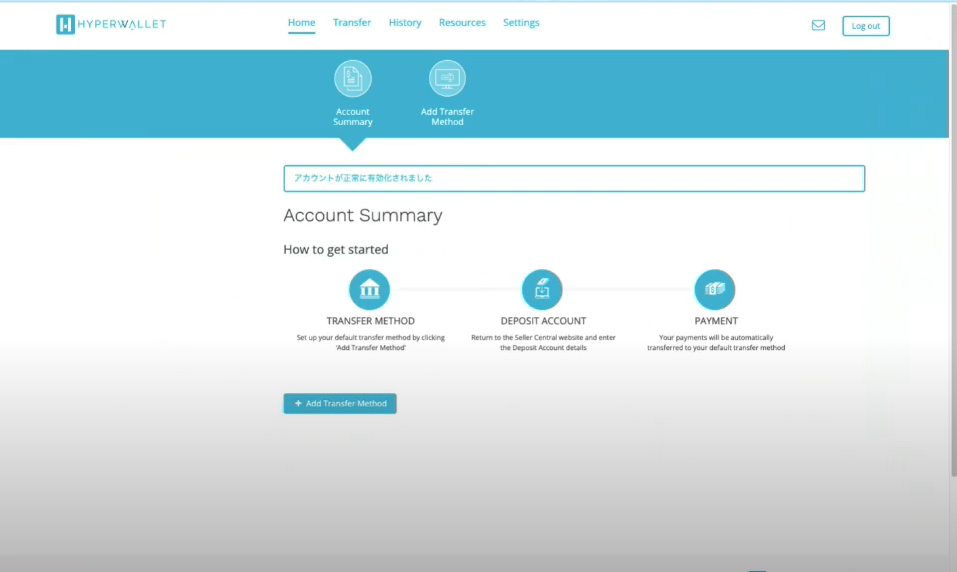 HYPERWALLET
Home Transfer History Resources Settings
Log out
Account
Summary
Add Transfer
Method
アカウントが正常に有効化されました
Account Summary
How to get started
TRANSFER METHOD
Set up your default transfer method by clicking
'Add Transfer Method'
DEPOSIT ACCOUNT
Return to the Seller Central website and enter
the Deposit Account details
PAYMENT
Your payments will be automatically
transferred to your default transfer method
+ Add Transfer Method